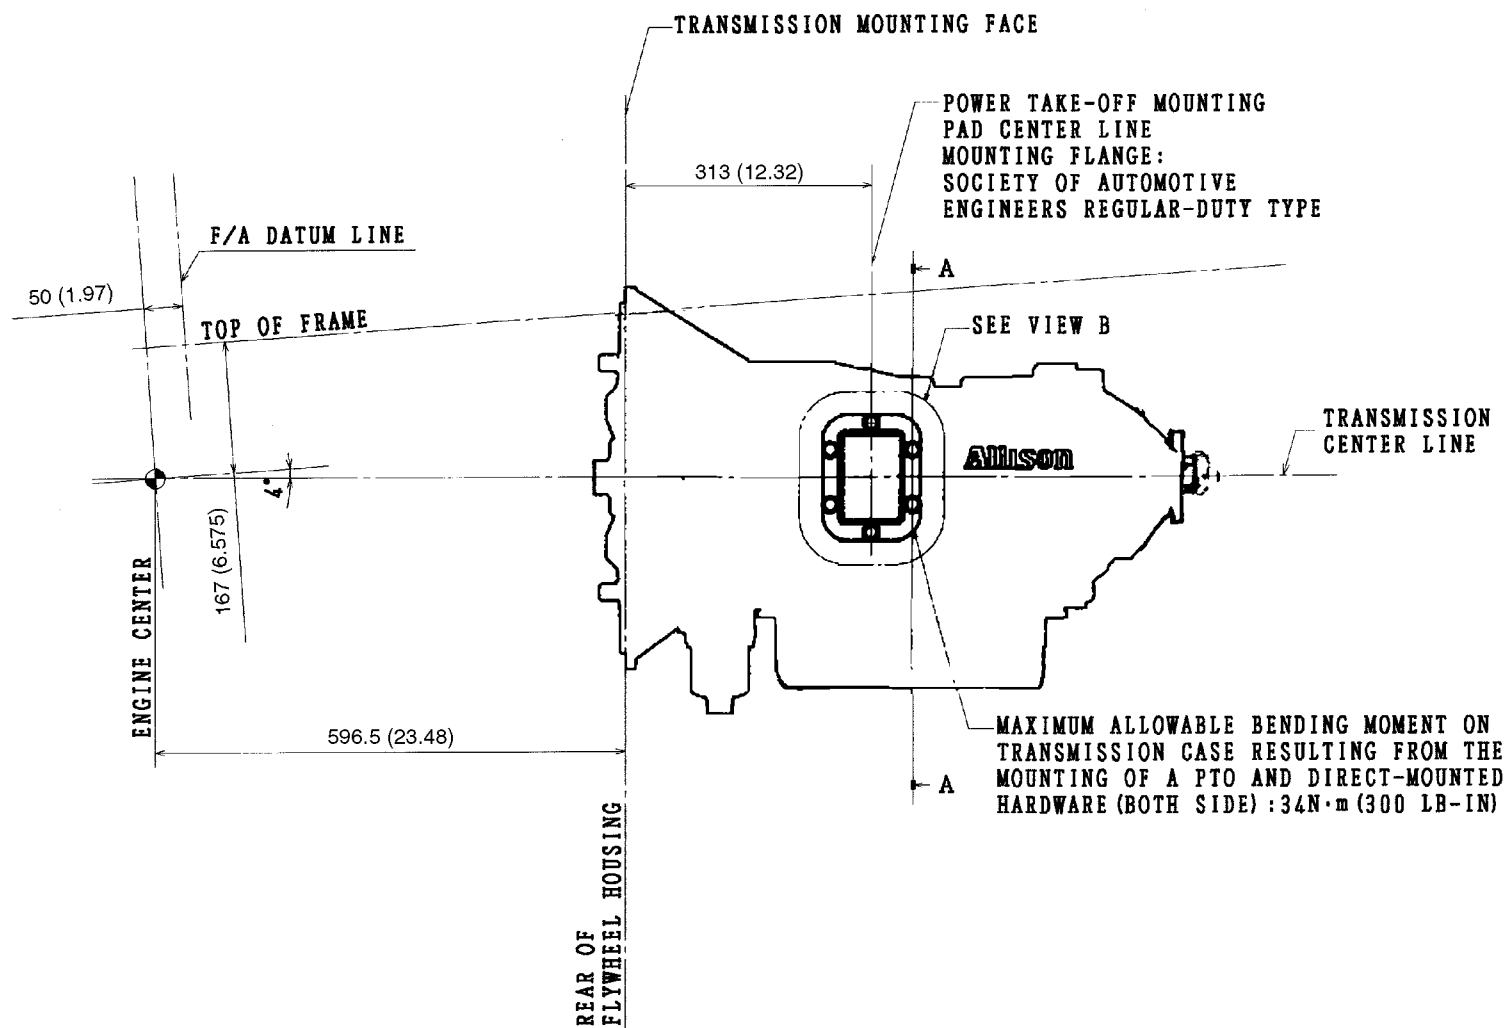 TRANSMISSION MOUNTING FACE
POWER TAKE-OFF MOUNTING
PAD CENTER LINE
MOUNTING FLANGE:
SOCIETY OF AUTOMOTIVE
ENGINEERS REGULAR-DUTY TYPE
313 (12.32)
F/A DATUM LINE
A
50 (1.97)
TOP OF FRAME
SEE VIEW B
TRANSMISSION
CENTER LINE
Allison
4°
167 (6.575)
ENGINE CENTER
596.5 (23.48)
MAXIMUM ALLOWABLE BENDING MOMENT ON
TRANSMISSION CASE RESULTING FROM THE
MOUNTING OF A PTO AND DIRECT-MOUNTED
HARDWARE (BOTH SIDE) : 34N·m (300 LB-IN)
A
REAR OF
FLYWHEEL HOUSING